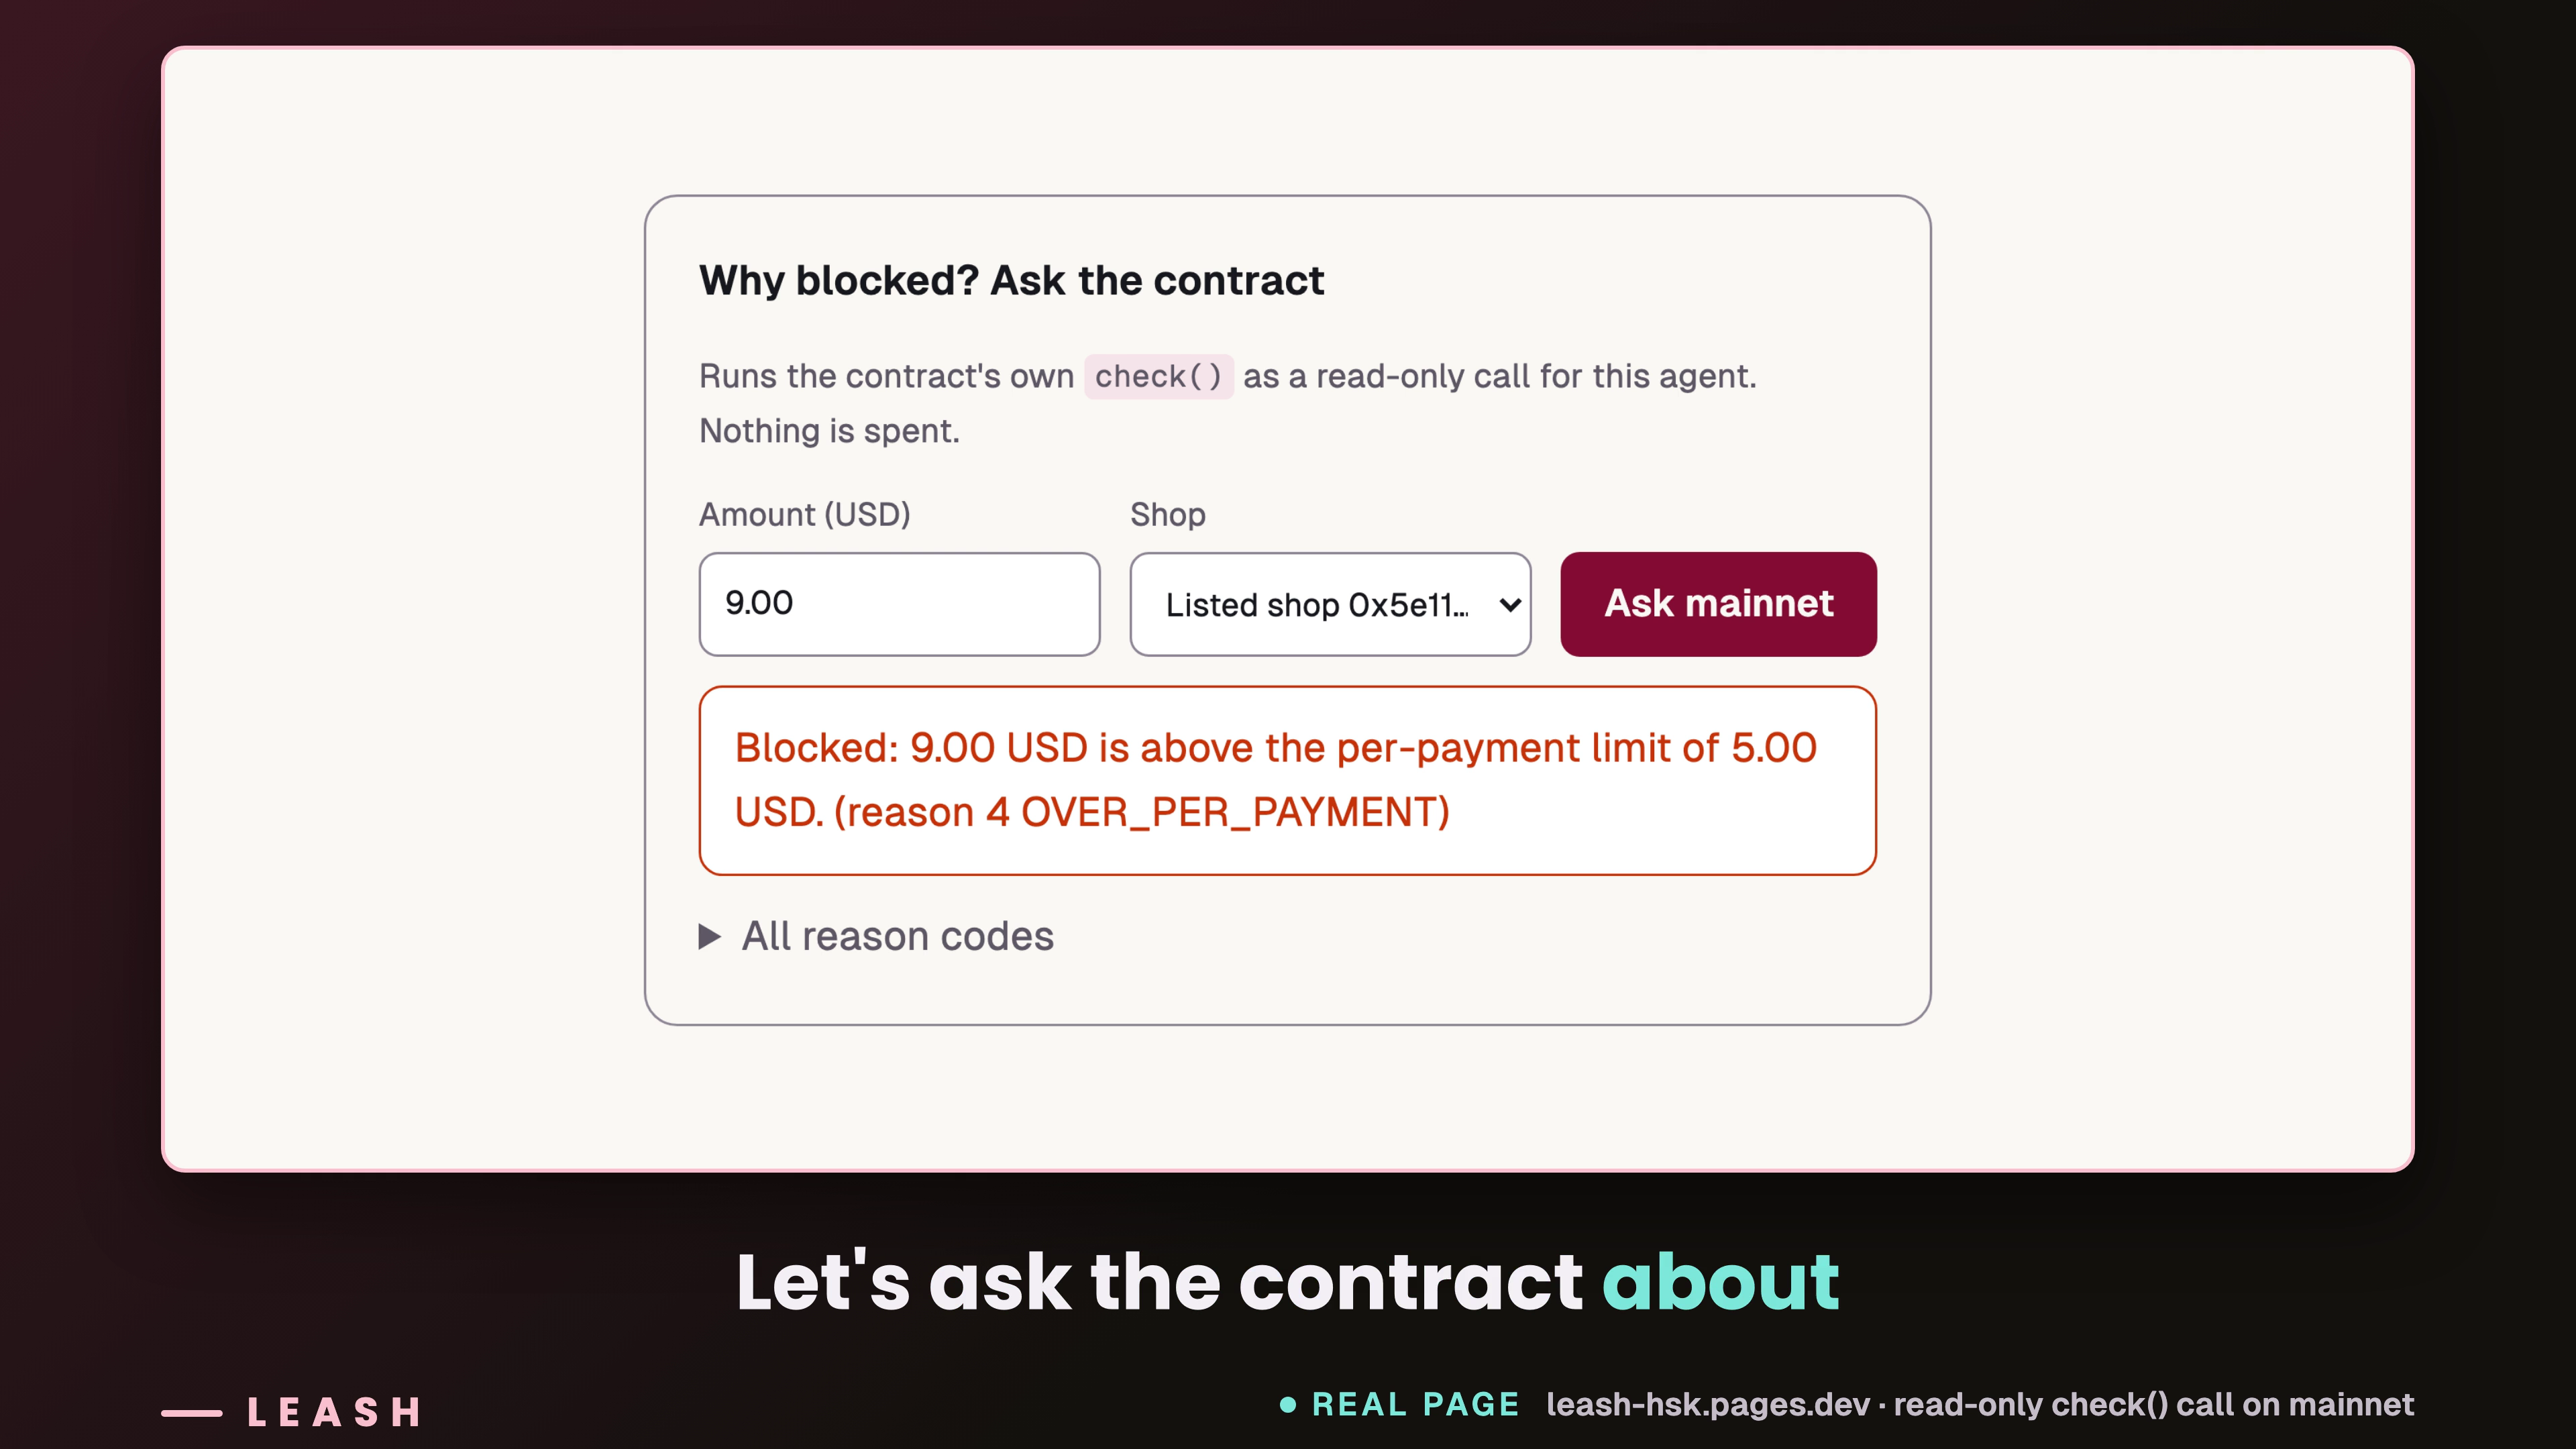 Why blocked? Ask the contract
Runs the contract's own check() as a read-only call for this agent.
Nothing is spent.
Amount (USD)
Shop
9.00
Listed shop 0x5e11…
Ask mainnet
Blocked: 9.00 USD is above the per-payment limit of 5.00
USD. (reason 4 OVER_PER_PAYMENT)
All reason codes
Let's ask the contract about
LEASH
REAL PAGE leash-hsk.pages.dev · read-only check() call on mainnet